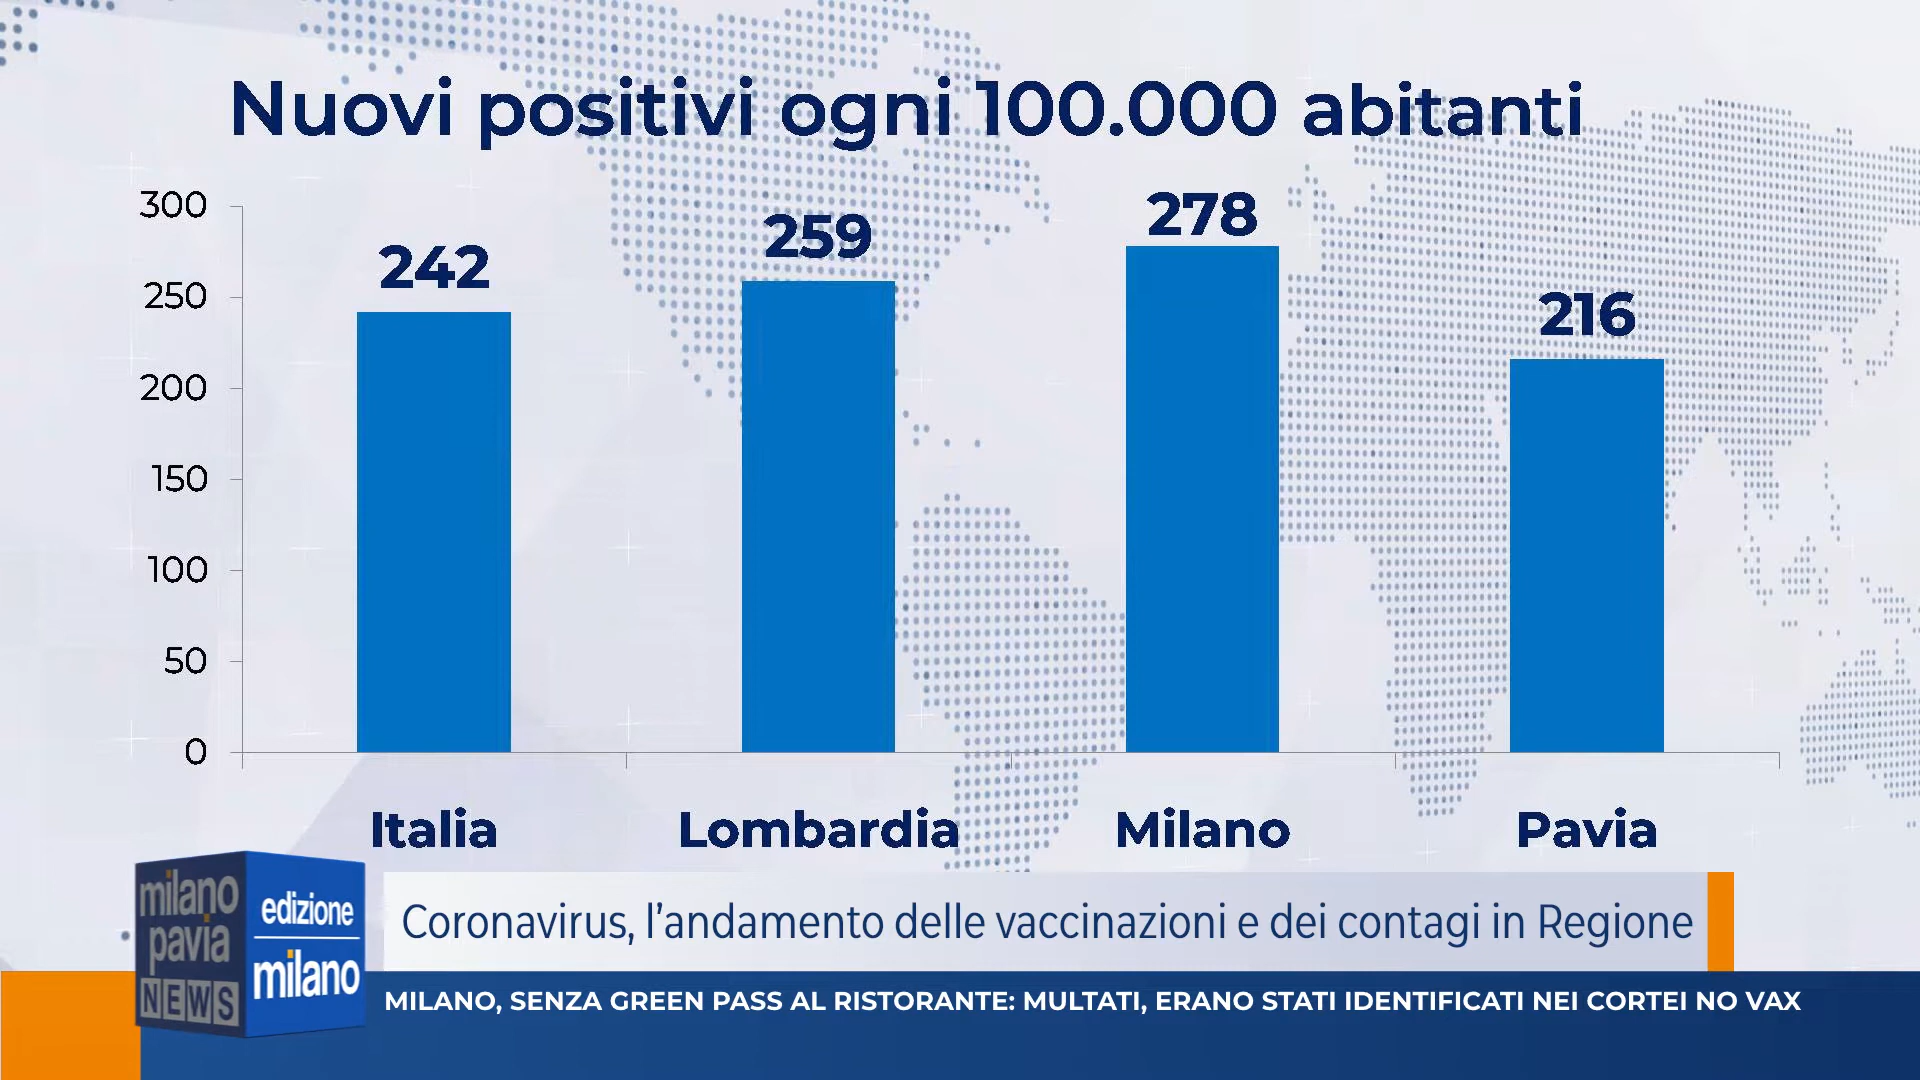 Nuovi positivi ogni 100.000 abitanti
300
250
200
150
100
50
0
242
259
278
216
Italia
Lombardia
Milano
Pavia
milano
pavia
NEWS
edizione
milano
Coronavirus, l'andamento delle vaccinazioni e dei contagi in Regione
MILANO, SENZA GREEN PASS AL RISTORANTE: MULTATI, ERANO STATI IDENTIFICATI NEI CORTEI NO VAX